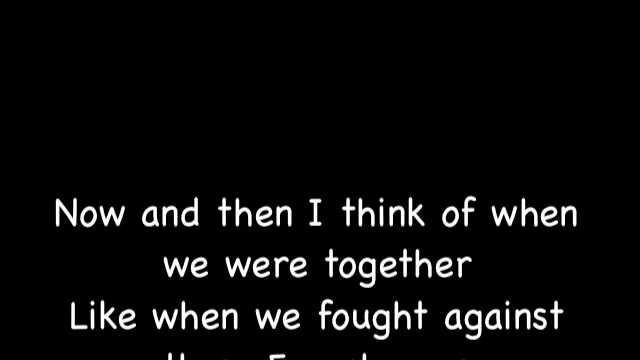 Now and then I think of when
we were together
Like when we fought against